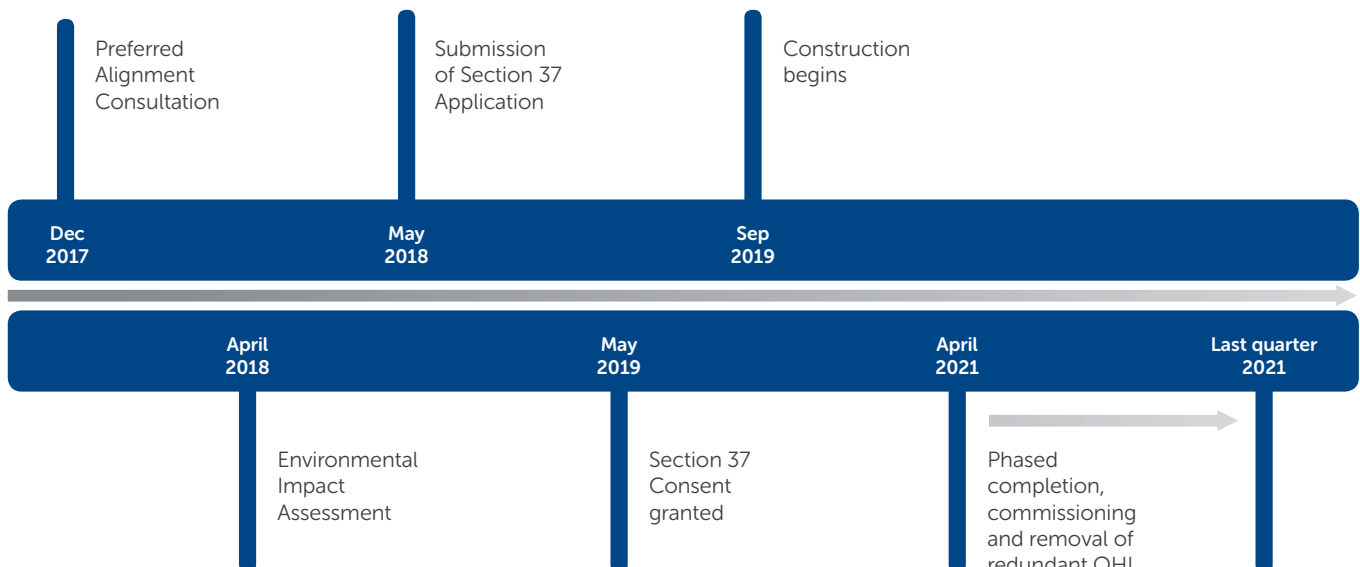 Preferred
Alignment
Consultation
Submission
of Section 37
Application
Construction
begins
Dec
2017
May
2018
Sep
2019
April
2018
May
2019
April
2021
Last quarter
2021
Environmental
Impact
Assessment
Section 37
Consent
granted
Phased
completion,
commissioning
and removal of
redundant OHL